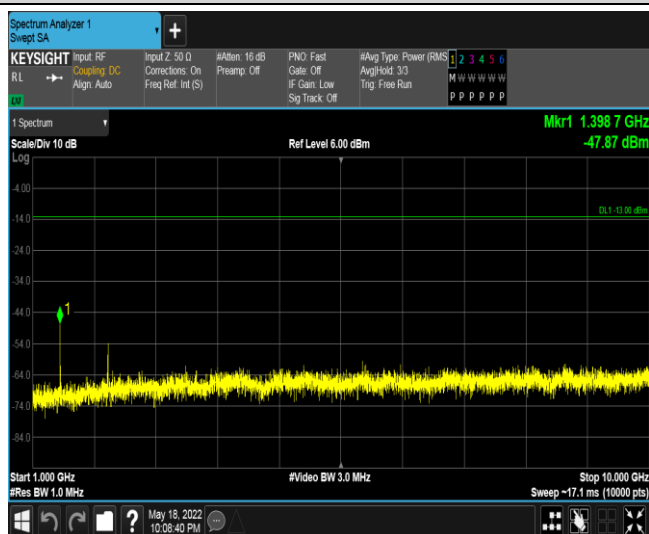 Spectrum Analyzer 1
Swept SA
+
KEYSIGHT
RL
Input: RF
Coupling: DC
Align: Auto
Input Z: 50 Ω
Corrections: On
Freq Ref: Int (S)
#Atten: 16 dB
Preamp: Off
PNO: Fast
Gate: Off
IF Gain: Low
Sig Track: Off
#Avg Type: Power (RMS
Avg|Hold: 3/3
Trig: Free Run
1 2 3 4 5 6
M W W W W W
P P P P P P
1 Spectrum
Mkr1 1.398 7 GHz
Scale/Div 10 dB
Ref Level 6.00 dBm
-47.87 dBm
Log
-4.00
DL1 -13.00 dBm
-14.0
-24.0
-34.0
-44.0
1
-54.0
-64.0
-74.0
-84.0
Start 1.000 GHz
#Video BW 3.0 MHz
Stop 10.000 GHz
#Res BW 1.0 MHz
Sweep ~17.1 ms (10000 pts)
?
May 18, 2022
10:08:40 PM